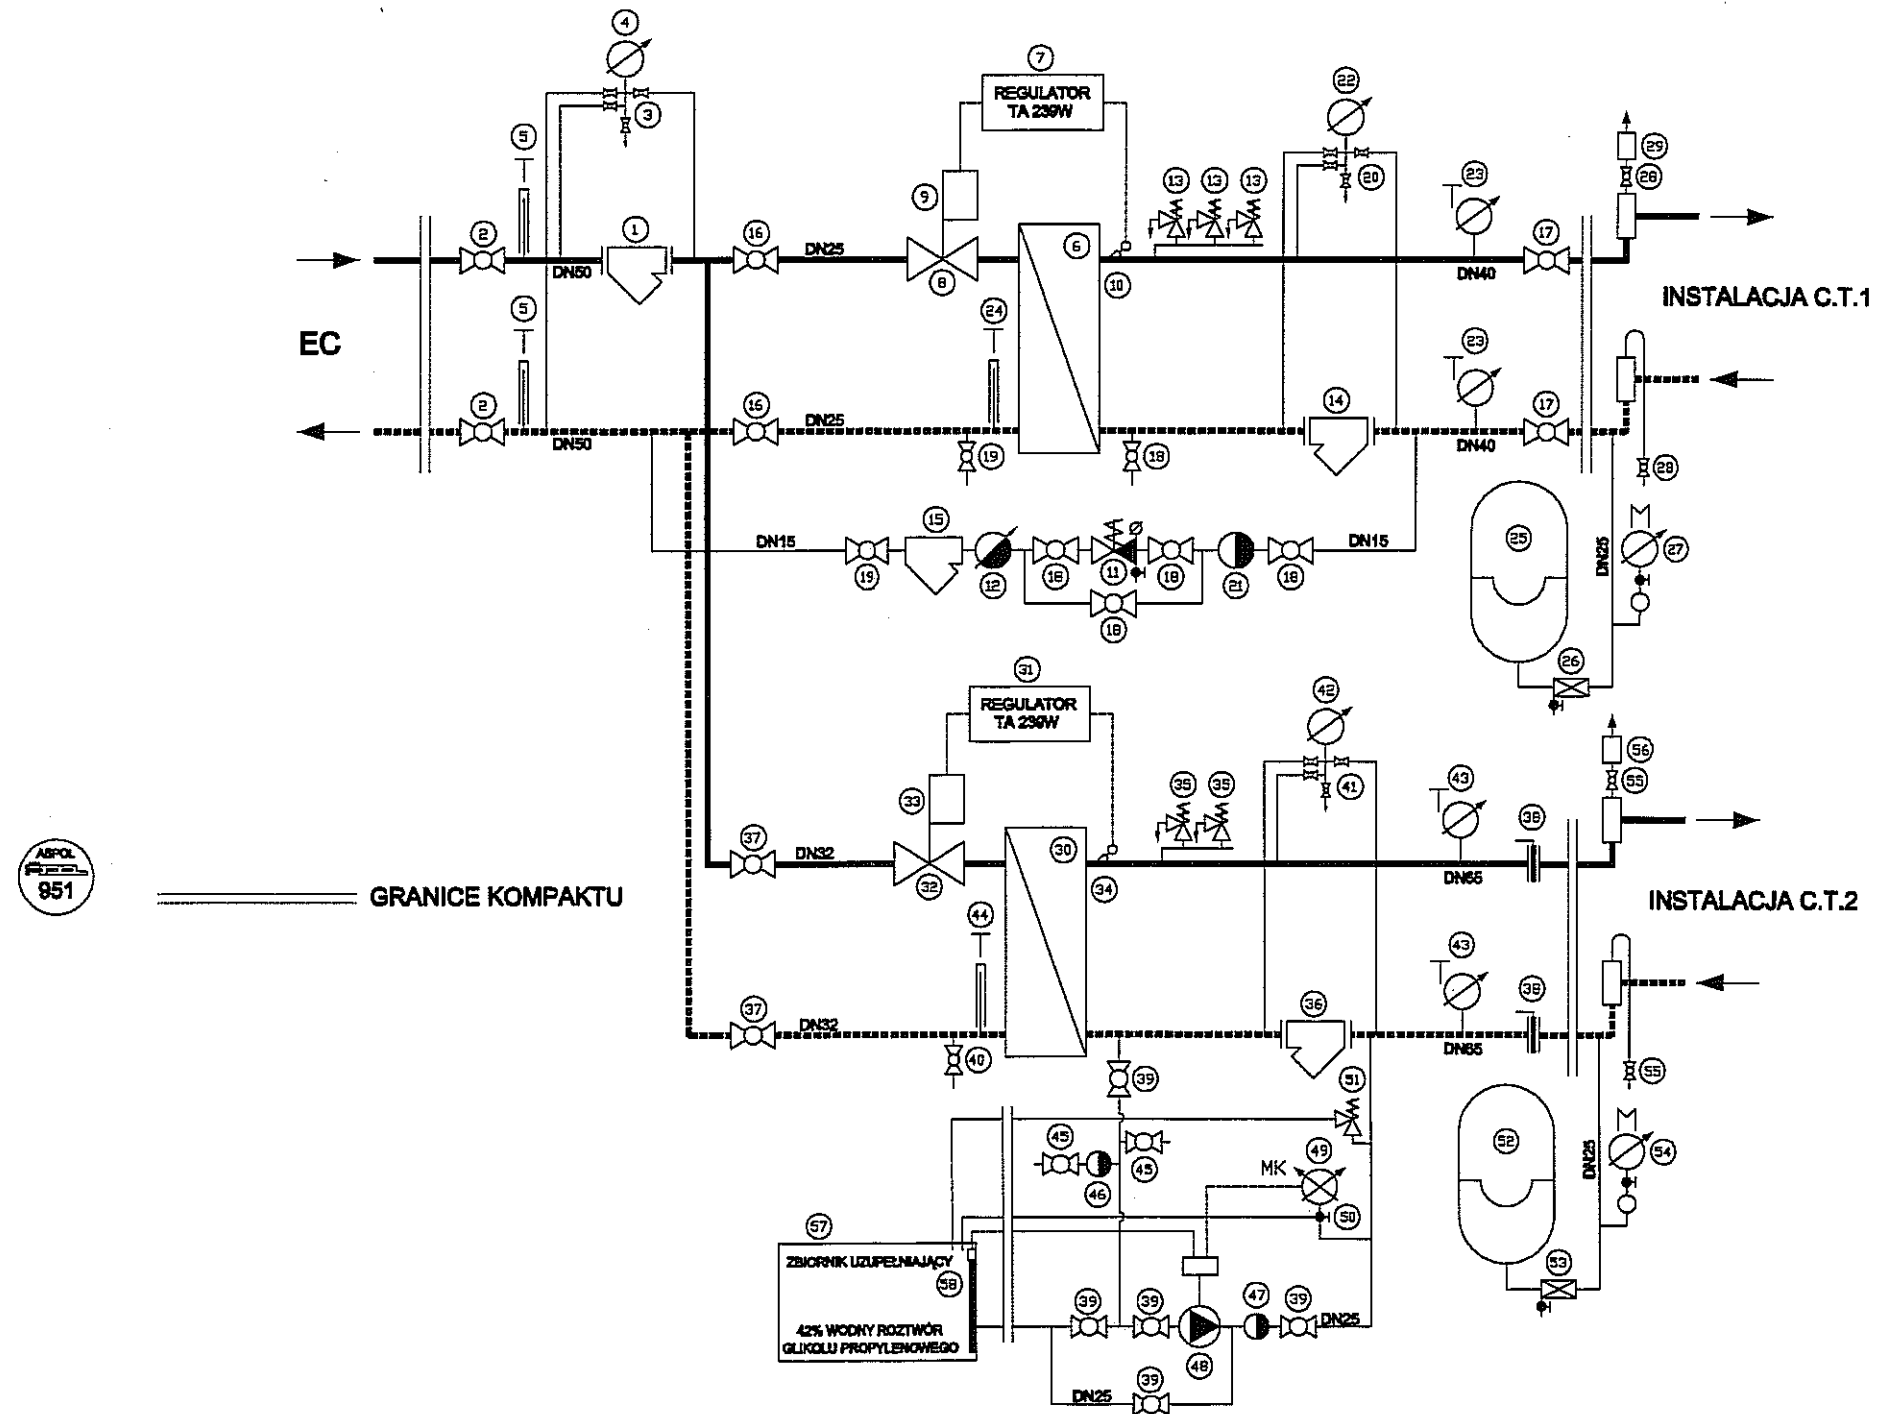 4
7
REGULATOR
TA 239W
22
3
5
9
13
13
13
20
23
29
28
2
1
16
DN25
6
17
DN50
8
10
DN40
INSTALACJA C.T.1
5
24
EC
23
2
16
DN25
14
17
DN50
DN40
19
18
28
15
25
27
DN15
DN15
DN25
19
12
18
11
18
21
18
18
26
31
REGULATOR
TA 239W
42
33
35
35
41
43
56
55
37
DN32
30
38
32
34
DN65
ASPOL
951
GRANICE KOMPAKTU
INSTALACJA C.T.2
44
43
37
DN32
36
38
DN65
40
39
51
55
45
45
46
MK
49
52
54
DN25
50
57
ZBIORNIK UZUPEŁNIAJĄCY
58
53
39
39
47
39
DN25
42% WODNY ROZTWÓR
GLIKOLU PROPYLENOWEGO
48
39
DN25